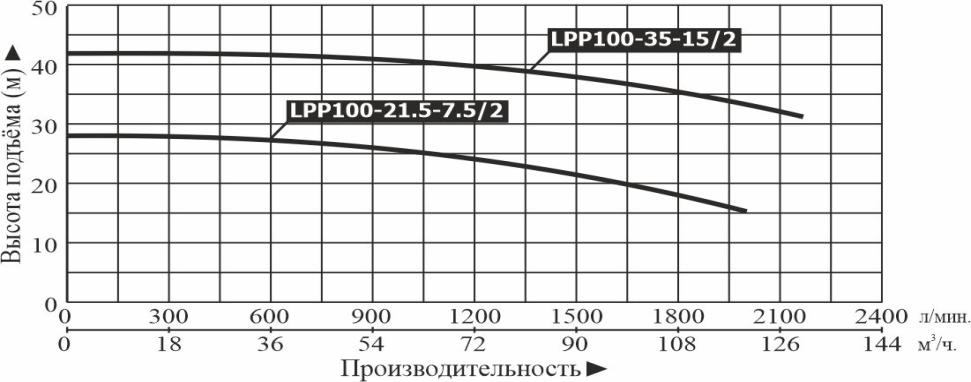 50
LPP100-35-15/2
40
LPP100-21.5-7.5/2
30
20
10
0
Высота подъёма (м)
0 300 600 900 1200 1500 1800 2100 2400 л/мин.
0 18 36 54 72 90 108 126 144 м³/ч.
Производительность